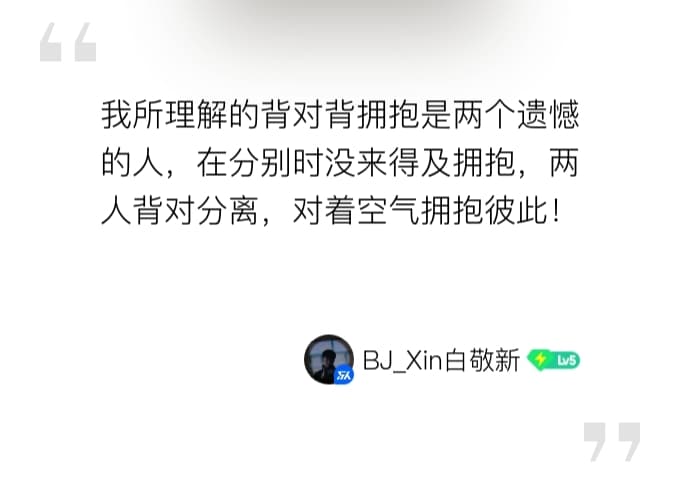 我所理解的背对背拥抱是两个遗憾
的人，在分别时没来得及拥抱，两
人背对分离，对着空气拥抱彼此！
BJ_Xin白敬新 Lv5